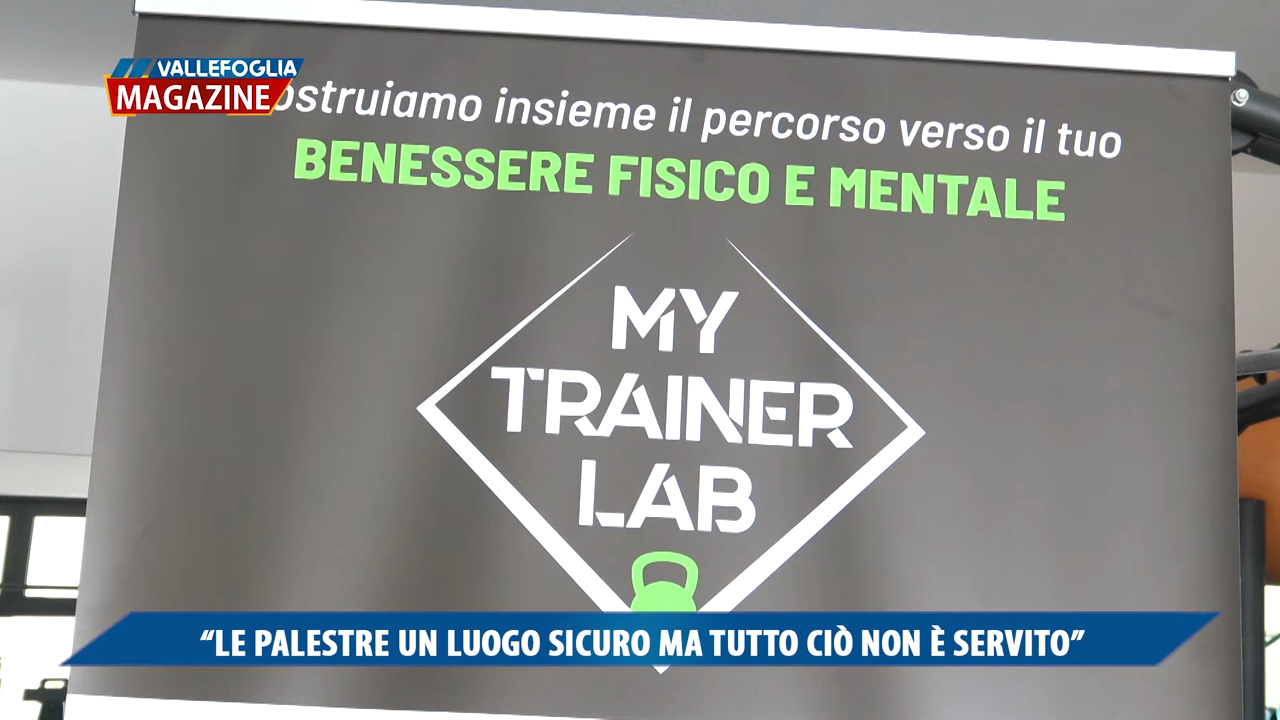 VALLEFOGLIA
MAGAZINE
ostruiamo insieme il percorso verso il tuo
BENESSERE FISICO E MENTALE
MY
TRAINER
LAB
“LE PALESTRE UN LUOGO SICURO MA TUTTO CIÒ NON È SERVITO”